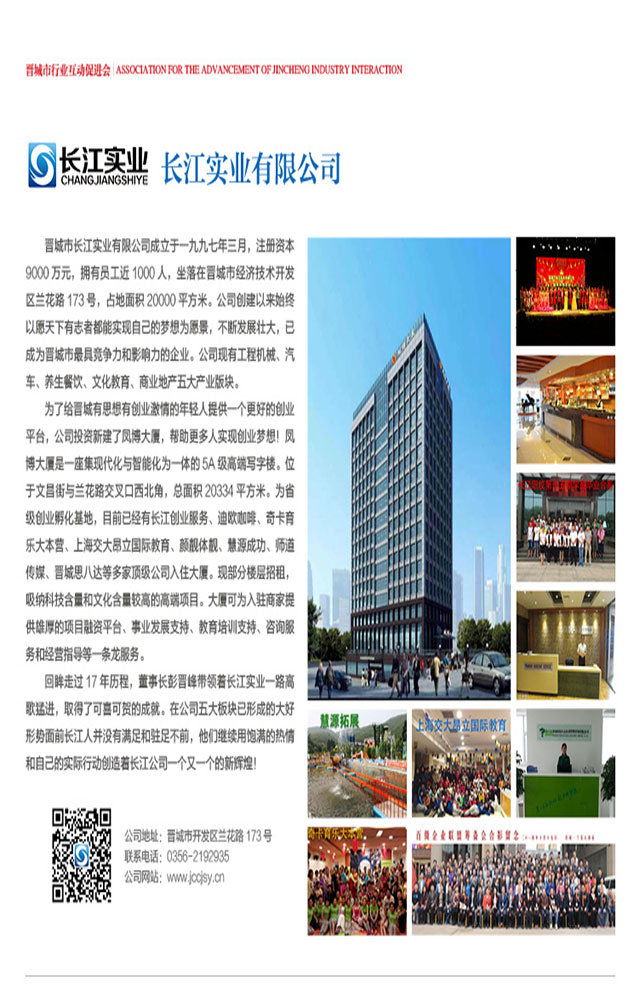 晋城市行业互动促进会 | ASSOCIATION FOR THE ADVANCEMENT OF JINCHENG INDUSTRY INTERACTION
长江实业
CHANGJIANGSHIYE
长江实业有限公司
晋城市长江实业有限公司成立于一九九七年三月，注册资本
9000万元，拥有员工近1000人，坐落在晋城市经济技术开发
区兰花路173号，占地面积20000平方米。公司创建以来始终
以愿天下有志者都能实现自己的梦想为愿景，不断发展壮大，已
成为晋城市最具竞争力和影响力的企业。公司现有工程机械、汽
车、养生餐饮、文化教育、商业地产五大产业版块。
为了给晋城有思想有创业激情的年轻人提供一个更好的创业
平台，公司投资新建了凤博大厦，帮助更多人实现创业梦想！凤
博大厦是一座集现代化与智能化为一体的5A级高端写字楼。位
于文昌街与兰花路交叉口西北角，总面积20334平方米。为省
级创业孵化基地，目前已经有长江创业服务、迪欧咖啡、奇卡育
乐大本营、上海交大昂立国际教育、颜靓体靓、慧源成功、师道
传媒、晋城思八达等多家顶级公司入住大厦。现部分楼层招租，
吸纳科技含量和文化含量较高的高端项目。大厦可为入驻商家提
供雄厚的项目融资平台、事业发展支持、教育培训支持、咨询服
务和经营指导等一条龙服务。
回眸走过17年历程，董事长彭晋峰带领着长江实业一路高
歌猛进，取得了可喜可贺的成就。在公司五大板块已形成的大好
形势面前长江人并没有满足和驻足不前，他们继续用饱满的热情
和自己的实际行动创造着长江公司一个又一个的新辉煌！
慧源拓展
上海交大昂立国际教育
奇卡育乐大本营
百微企业联盟筹备会合影留念
公司地址：晋城市开发区兰花路173号
联系电话：0356-2192935
公司网站：www.jccjsy.cn